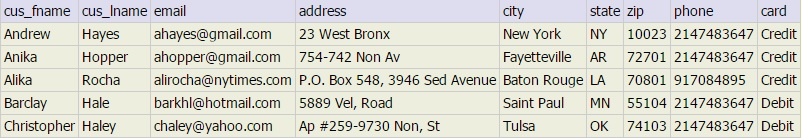 cus_fname cus_lname email address city state zip phone card
Andrew Hayes ahayes@gmail.com 23 West Bronx New York NY 10023 2147483647 Credit
Anika Hopper ahopper@gmail.com 754-742 Non Av Fayetteville AR 72701 2147483647 Credit
Alika Rocha alirocha@nytimes.com P.O. Box 548, 3946 Sed Avenue Baton Rouge LA 70801 917084895 Credit
Barclay Hale barkhl@hotmail.com 5889 Vel, Road Saint Paul MN 55104 2147483647 Debit
Christopher Haley chaley@yahoo.com Ap #259-9730 Non, St Tulsa OK 74103 2147483647 Debit